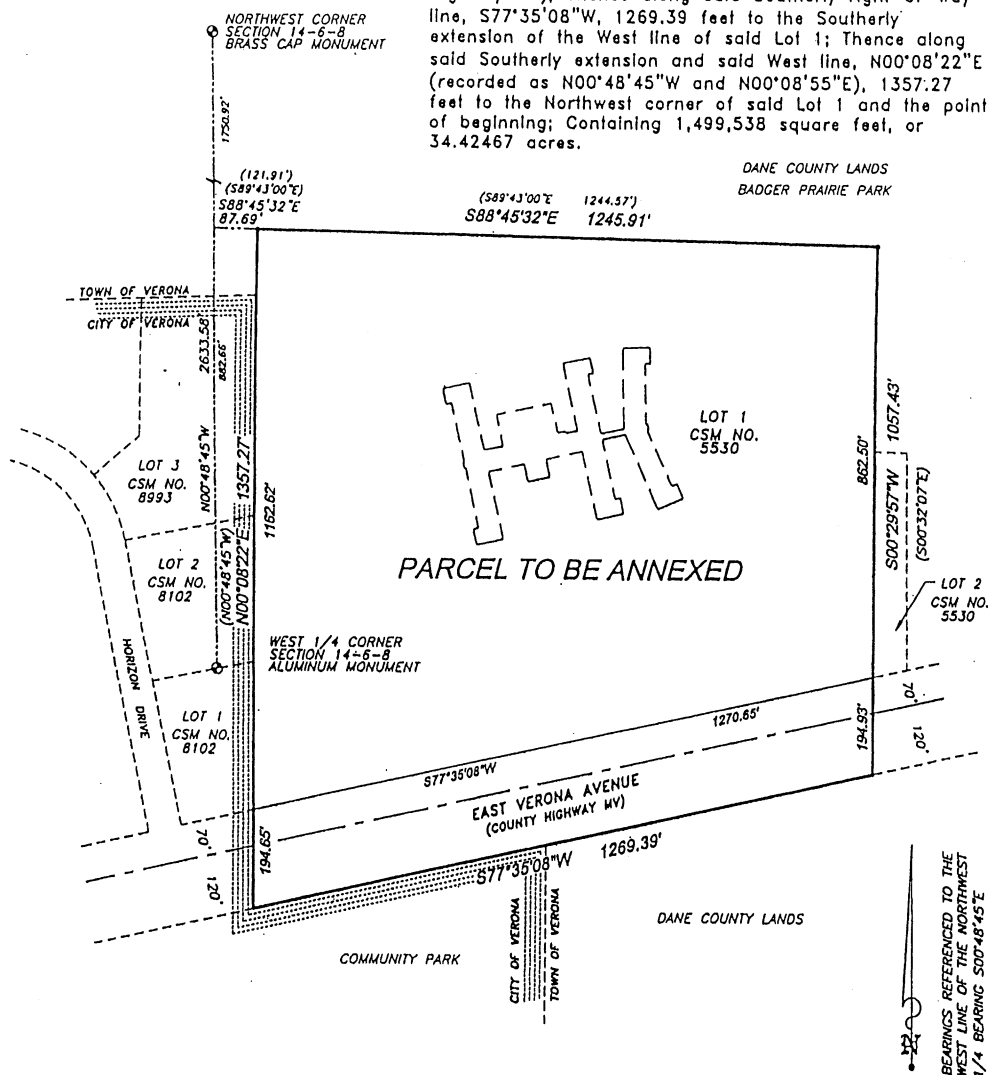 line, S77°35'08"W, 1269.39 feet to the Southerly
extension of the West line of said Lot 1; Thence along
said Southerly extension and said West line, N00°08'22"E
(recorded as N00°48'45"W and N00°08'55"E), 1357.27
feet to the Northwest corner of said Lot 1 and the point
of beginning; Containing 1,499,538 square feet, or
34.42467 acres.
NORTHWEST CORNER
SECTION 14-6-8
BRASS CAP MONUMENT
1750.92'
DANE COUNTY LANDS
BADGER PRAIRIE PARK
(121.91')
(S89°43'00"E)
S88°45'32"E
87.69'
(S89°43'00"E 1244.57')
S88°45'32"E 1245.91'
TOWN OF VERONA
CITY OF VERONA
2633.58'
882.66'
N00°48'45"W
(N00°48'45"W)
N00°08'22"E 1357.27'
1162.62'
LOT 3
CSM NO.
8993
LOT 2
CSM NO.
8102
LOT 1
CSM NO.
8102
HORIZON DRIVE
WEST 1/4 CORNER
SECTION 14-6-8
ALUMINUM MONUMENT
LOT 1
CSM NO.
5530
PARCEL TO BE ANNEXED
862.50'
S00°29'57"W 1057.43'
(S00°32'07"E)
LOT 2
CSM NO.
5530
70'
120'
194.93'
1270.65'
S77°35'08"W
EAST VERONA AVENUE
(COUNTY HIGHWAY MV)
70'
120'
194.65'
S77°35'08"W 1269.39'
CITY OF VERONA
TOWN OF VERONA
COMMUNITY PARK
DANE COUNTY LANDS
BEARINGS REFERENCED TO THE
WEST LINE OF THE NORTHWEST
1/4 BEARING S00°48'45"E